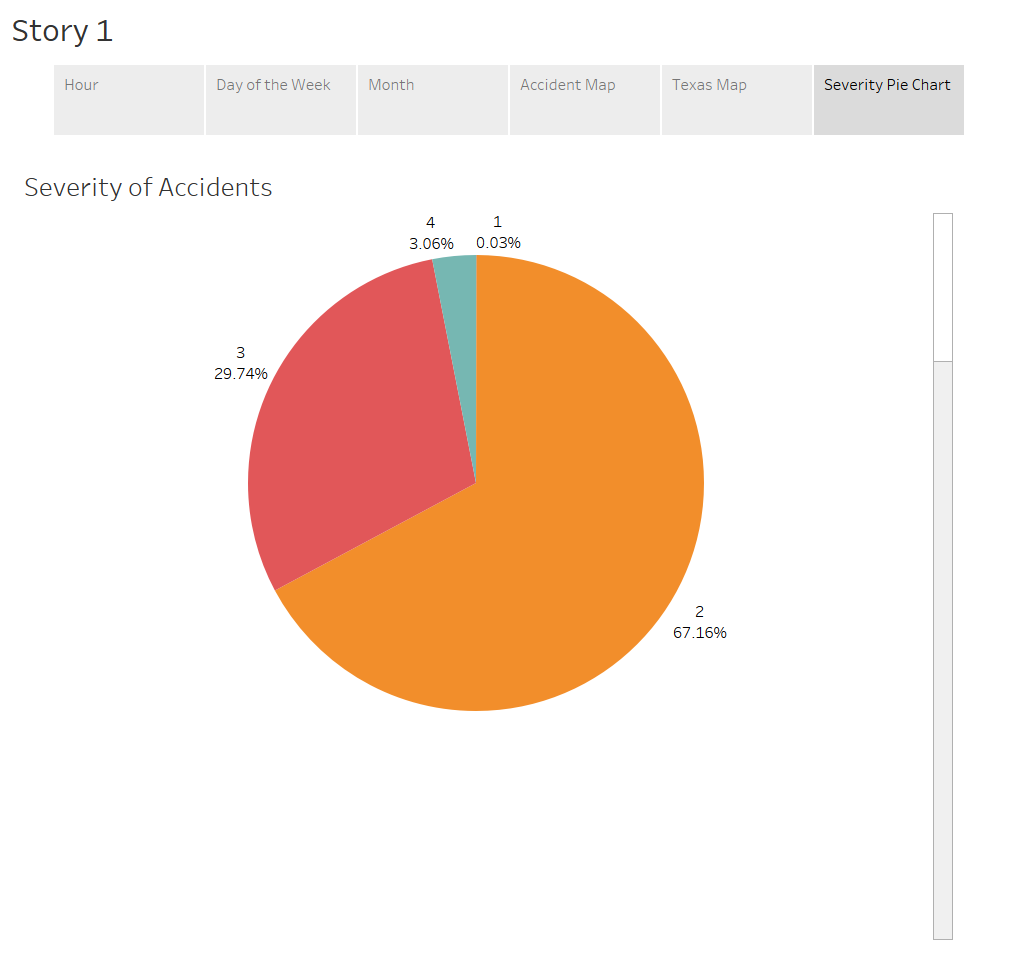 Story 1
Hour
Day of the Week
Month
Accident Map
Texas Map
Severity Pie Chart
Severity of Accidents
4
3.06%
1
0.03%
3
29.74%
2
67.16%